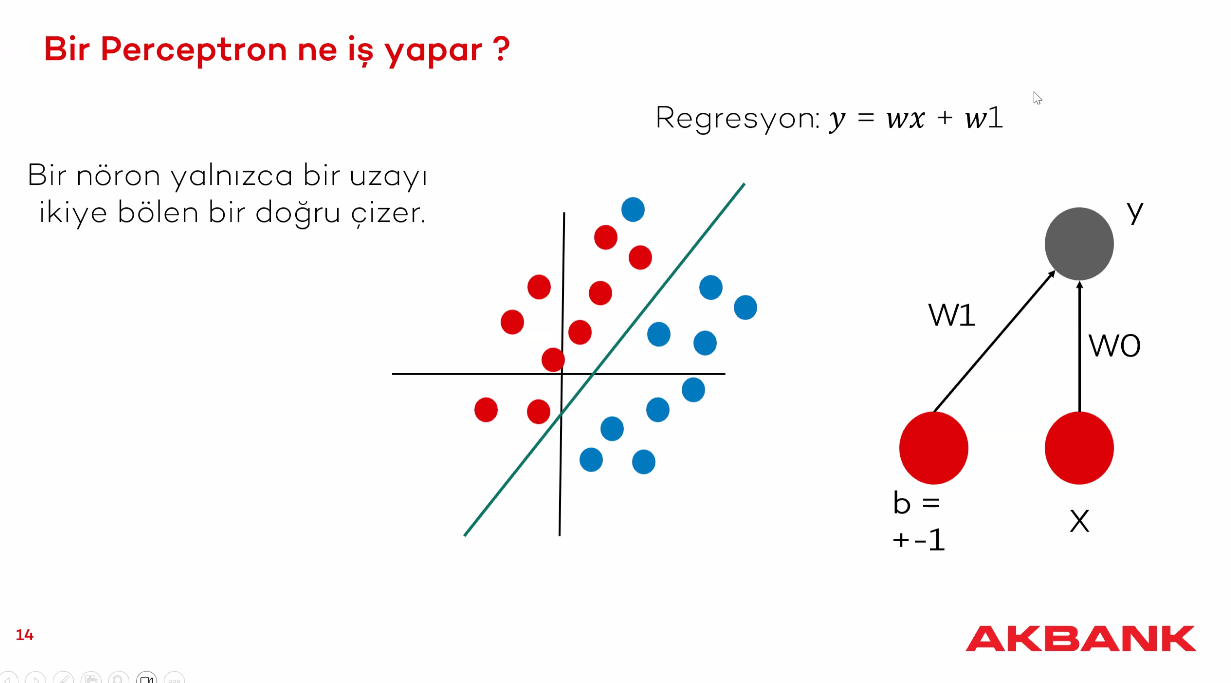 Bir Perceptron ne iş yapar ?
Regresyon: y = wx + w1
Bir nöron yalnızca bir uzayı
ikiye bölen bir doğru çizer.
y
W1
W0
b =
+-1
X
14
AKBANK